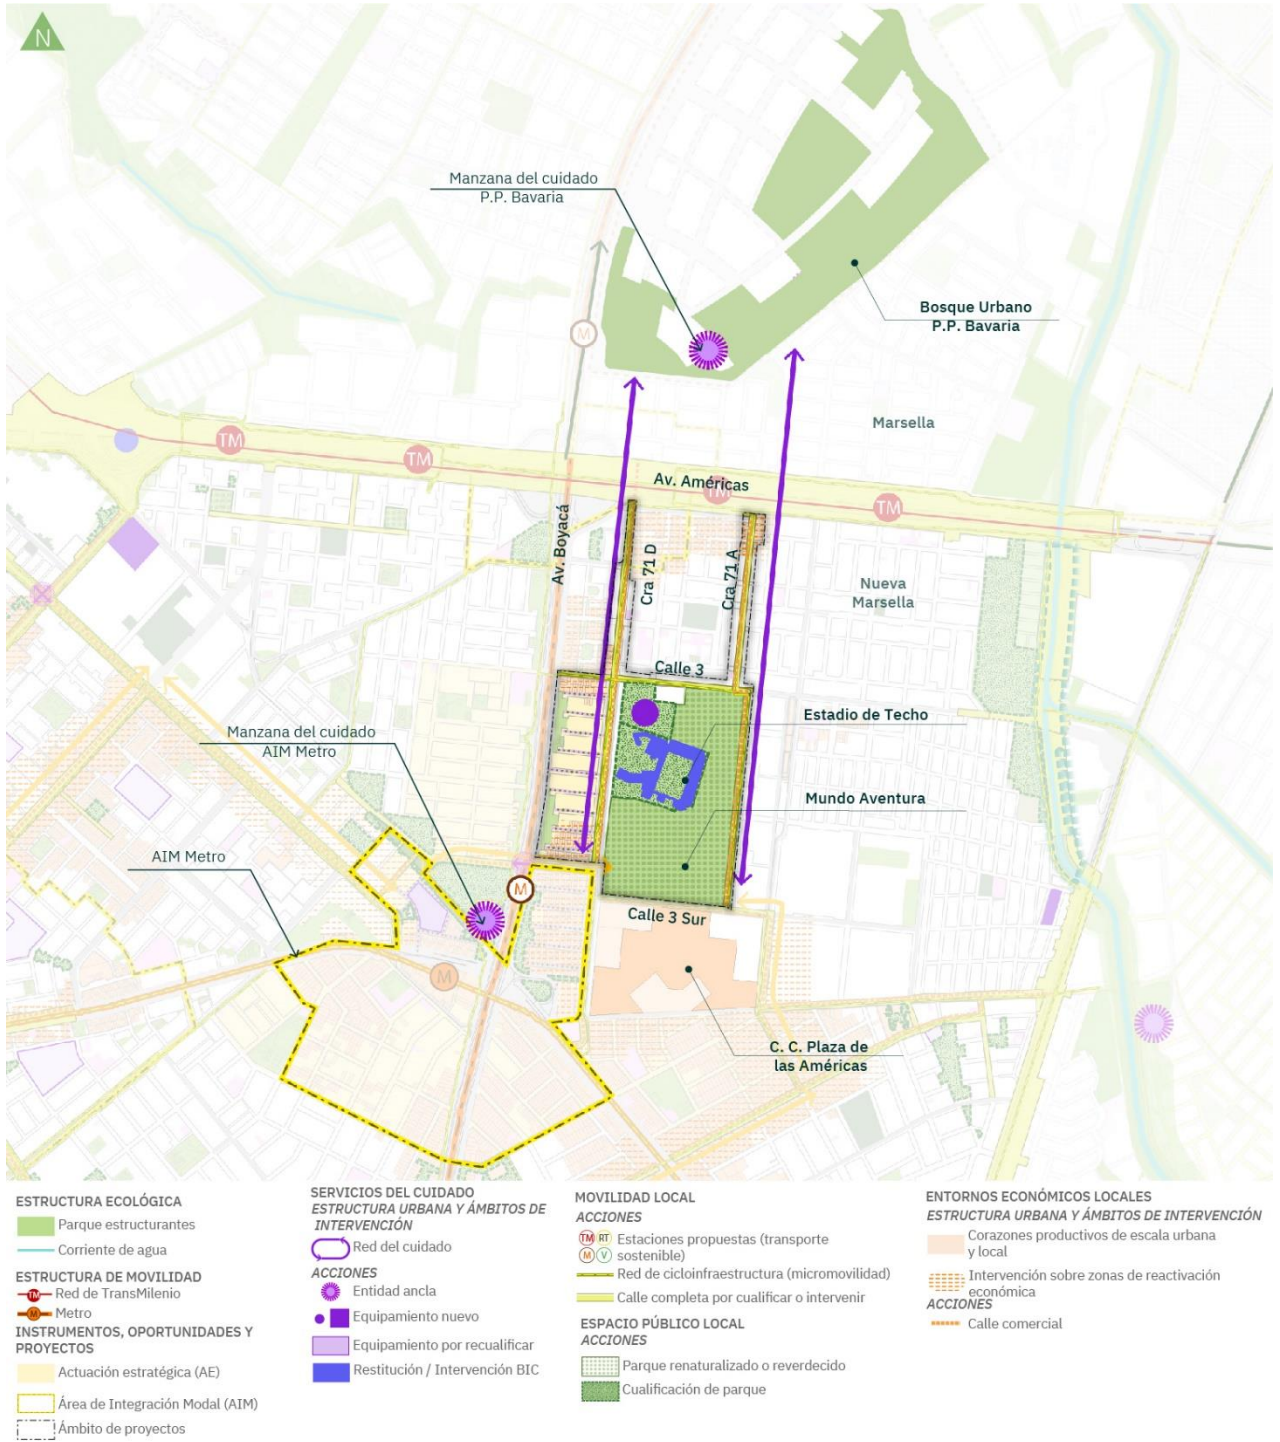 N
Manzana del cuidado
P.P. Bavaria
Bosque Urbano
P.P. Bavaria
M
Marsella
TM
TM
Av. Américas
TM
TM
Av. Boyacá
Cra 71 D
Cra 71 A
Nueva
Marsella
Calle 3
Estadio de Techo
Manzana del cuidado
AIM Metro
Mundo Aventura
AIM Metro
M
Calle 3 Sur
M
C. C. Plaza de
las Américas
ESTRUCTURA ECOLÓGICA
Parque estructurantes
Corriente de agua
ESTRUCTURA DE MOVILIDAD
TM Red de TransMilenio
M Metro
INSTRUMENTOS, OPORTUNIDADES Y
PROYECTOS
Actuación estratégica (AE)
Área de Integración Modal (AIM)
Ámbito de proyectos
SERVICIOS DEL CUIDADO
ESTRUCTURA URBANA Y ÁMBITOS DE
INTERVENCIÓN
Red del cuidado
ACCIONES
Entidad ancla
Equipamiento nuevo
Equipamiento por recualificar
Restitución / Intervención BIC
MOVILIDAD LOCAL
ACCIONES
TM RT Estaciones propuestas (transporte
M V sostenible)
Red de cicloinfraestructura (micromovilidad)
Calle completa por cualificar o intervenir
ESPACIO PÚBLICO LOCAL
ACCIONES
Parque renaturalizado o reverdecido
Cualificación de parque
ENTORNOS ECONÓMICOS LOCALES
ESTRUCTURA URBANA Y ÁMBITOS DE INTERVENCIÓN
Corazones productivos de escala urbana
y local
Intervención sobre zonas de reactivación
económica
ACCIONES
Calle comercial